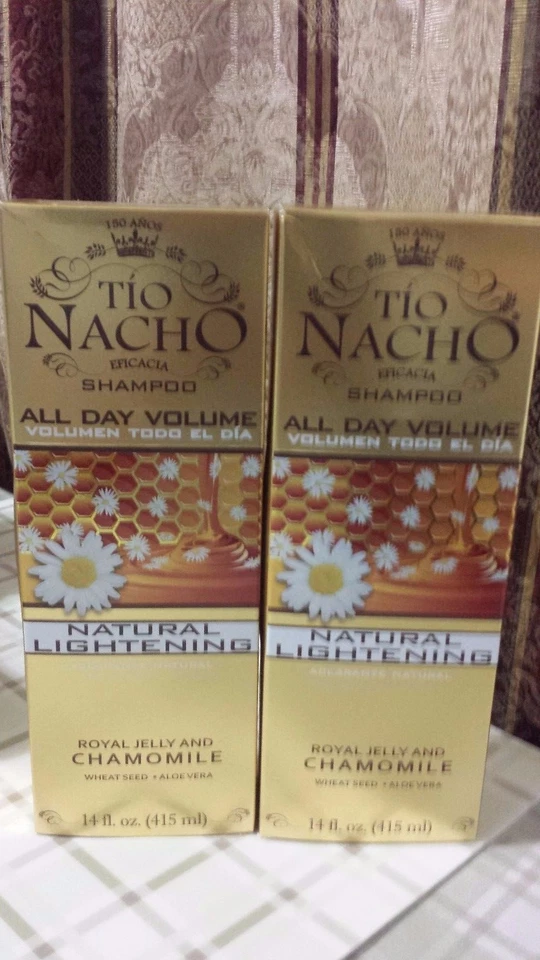 150 AÑOS
TÍO
NACHO®
EFICACIA
SHAMPOO
ALL DAY VOLUME
VOLUMEN TODO EL DÍA
NATURAL
LIGHTENING
ACLARANTE NATURAL
ROYAL JELLY AND
CHAMOMILE
WHEAT SEED + ALOE VERA
14 fl. oz. (415 ml)
150 AÑOS
TÍO
NACHO®
EFICACIA
SHAMPOO
ALL DAY VOLUME
VOLUMEN TODO EL DÍA
NATURAL
LIGHTENING
ACLARANTE NATURAL
ROYAL JELLY AND
CHAMOMILE
WHEAT SEED + ALOE VERA
14 fl. oz. (415 ml)